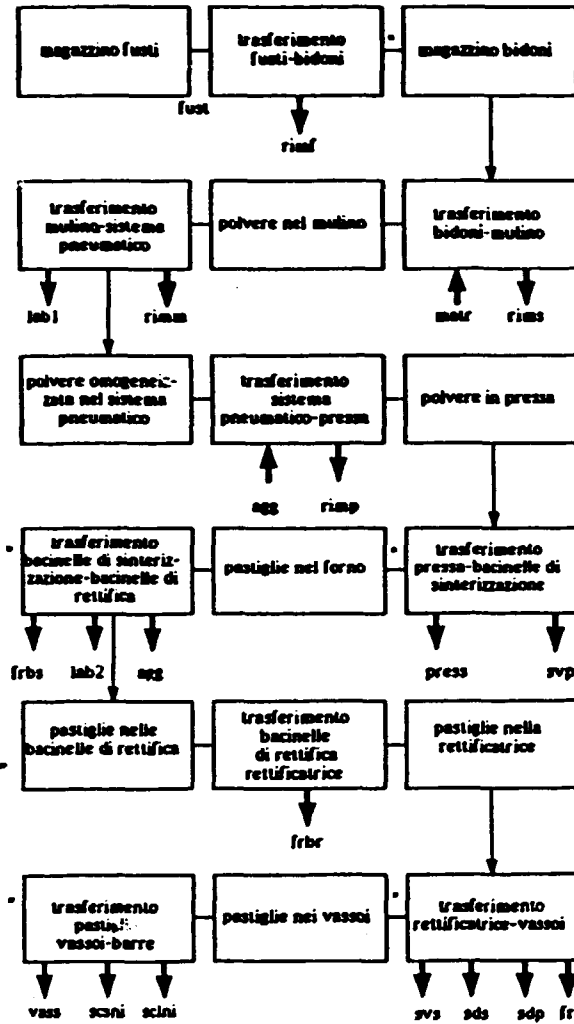 magazzino fusti
trasferimento
fusti-bidoni
magazzino bidoni
fust
rimf
trasferimento
mulino-sistema
pneumatico
polvere nel mulino
trasferimento
bidoni-mulino
lab1
rimm
matr
rims
polvere omogeneiz-
zata nel sistema
pneumatico
trasferimento
sistema
pneumatico-pressa
polvere in pressa
agg
rimp
trasferimento
bacinelle di sinteriz-
zazione-bacinelle di
rettifica
pastiglie nel forno
trasferimento
pressa-bacinelle di
sinterizzazione
frbs
lab2
agg
press
svp
pastiglie nelle
bacinelle di rettifica
trasferimento
bacinelle
di rettifica
rettificatrice
pastiglie nella
rettificatrice
frbr
trasferimento
vassoi-barre
pastiglie nei vassoi
trasferimento
rettificatrice-vassoi
vass
scsni
sclni
svs
sds
sdp